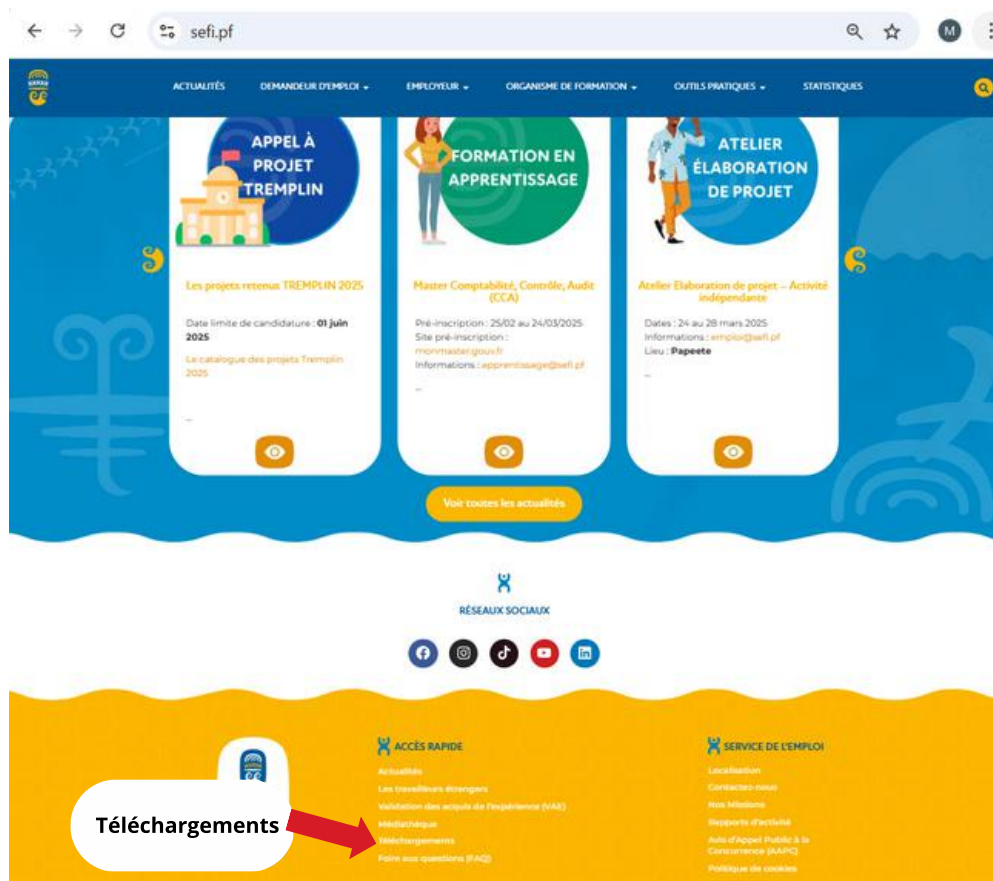 sefi.pf
M
ACTUALITÉS DEMANDEUR D'EMPLOI EMPLOYEUR ORGANISME DE FORMATION OUTILS PRATIQUES STATISTIQUES
APPEL À
PROJET
TREMPLIN
Les projets retenus TREMPLIN 2025
Date limite de candidature : 01 juin
2025
Le catalogue des projets Tremplin
2025
...
FORMATION EN
APPRENTISSAGE
Master Comptabilité, Contrôle, Audit
(CCA)
Pré-inscription : 25/02 au 24/03/2025
Site pré-inscription :
monmaster.gouv.fr
Informations : apprentissage@sefi.pf
...
ATELIER
ÉLABORATION
DE PROJET
Atelier Elaboration de projet – Activité
indépendante
Dates : 24 au 28 mars 2025
Informations : emploi@sefi.pf
Lieu : Papeete
...
Voir toutes les actualités
RÉSEAUX SOCIAUX
ACCÈS RAPIDE
Actualités
Les travailleurs étrangers
Validation des acquis de l'expérience (VAE)
Médiathèque
Téléchargements
Foire aux questions (FAQ)
SERVICE DE L'EMPLOI
Localisation
Contactez-nous
Nos Missions
Rapports d'activité
Avis d'Appel Public à la
Concurrence (AAPC)
Politique de cookies
Téléchargements